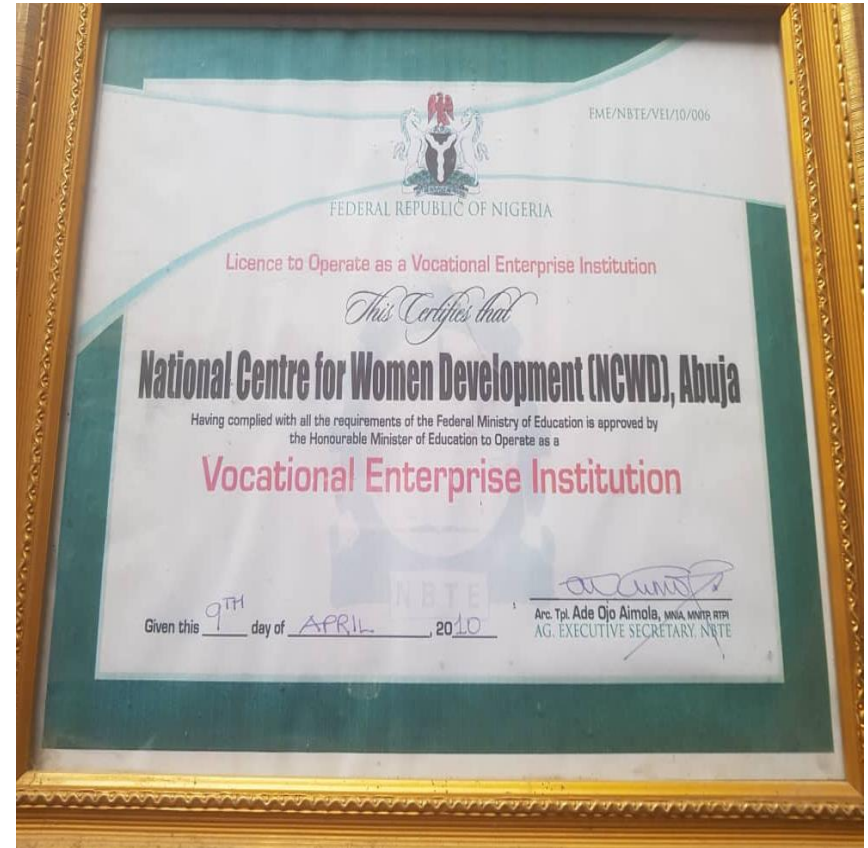 FME/NBTE/VEI/10/006
FEDERAL REPUBLIC OF NIGERIA
Licence to Operate as a Vocational Enterprise Institution
This Certifies that
National Centre for Women Development (NCWD), Abuja
Having complied with all the requirements of the Federal Ministry of Education is approved by
the Honourable Minister of Education to Operate as a
Vocational Enterprise Institution
NBTE
Given this 9TH day of APRIL, 2010
Arc. Tpl. Ade Ojo Aimola, MNIA, MNITP, RTPI
AG. EXECUTIVE SECRETARY, NBTE